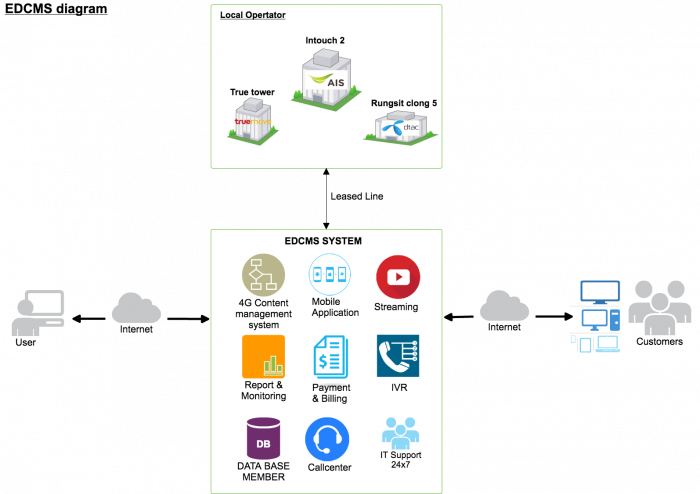 EDCMS diagram
Local Opertator
Intouch 2
AIS
True tower
truemove
Rungsit clong 5
dtac
Leased Line
EDCMS SYSTEM
4G Content
management
system
Mobile
Application
Streaming
User
Internet
Internet
Customers
Report &
Monitoring
Payment
& Billing
IVR
DB
DATA BASE
MEMBER
Callcenter
IT Support
24x7